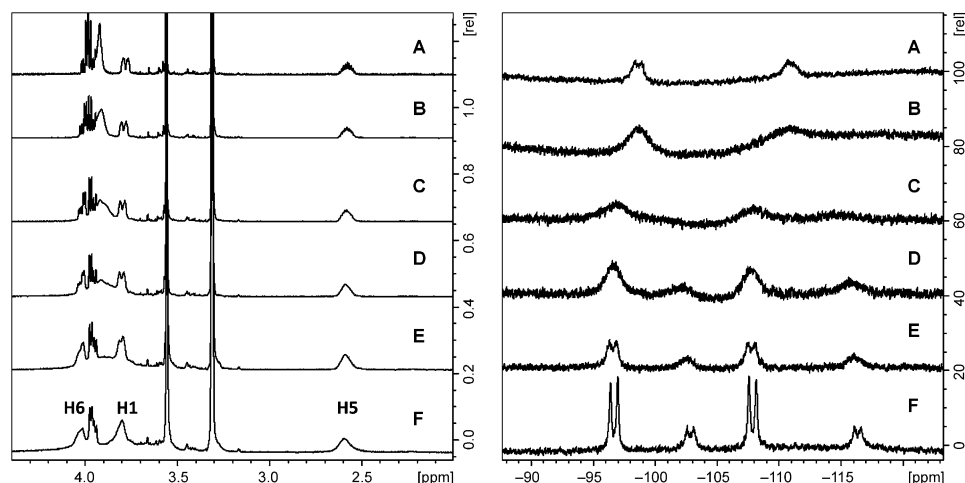 A
B
C
D
E
F
H6
H1
H5
4.0 3.5 3.0 2.5 [ppm]
[rel]
1.0
0.8
0.6
0.4
0.2
0.0
A
B
C
D
E
F
−90 −95 −100 −105 −110 −115 [ppm]
[rel]
100
80
60
40
20
0